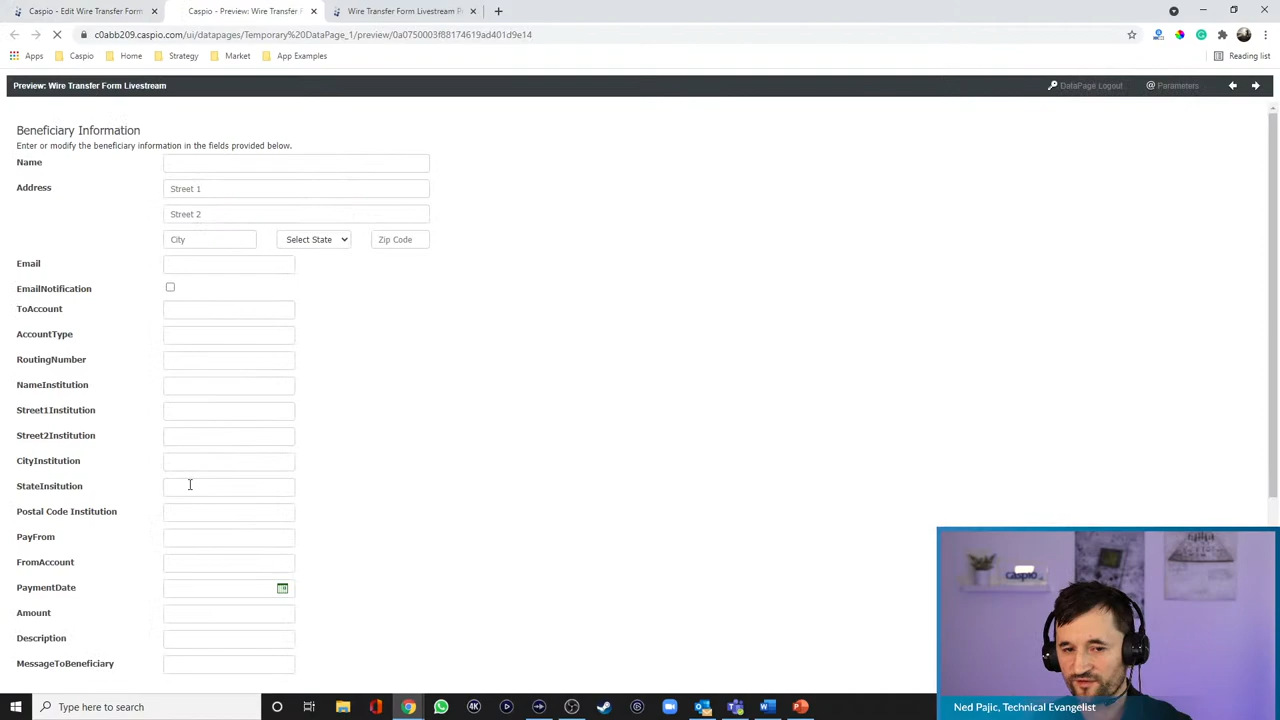 Caspio - Edit Wire Transfer Form
Caspio - Preview: Wire Transfer F
Wire Transfer Form Livestream P
c0abb209.caspio.com/ui/datapages/Temporary%20DataPage_1/preview/0a0750003f88174619ad401d9e14
Apps Caspio Home Strategy Market App Examples Reading list
Preview: Wire Transfer Form Livestream DataPage Logout @ Parameters
Beneficiary Information
Enter or modify the beneficiary information in the fields provided below.
Name
Address Street 1
Street 2
City Select State Zip Code
Email
EmailNotification
ToAccount
AccountType
RoutingNumber
NameInstitution
Street1Institution
Street2Institution
CityInstitution
StateInsitution
Postal Code Institution
PayFrom
FromAccount
PaymentDate
Amount
Description
MessageToBeneficiary
caspio
Ned Pajic, Technical Evangelist
Type here to search
4K